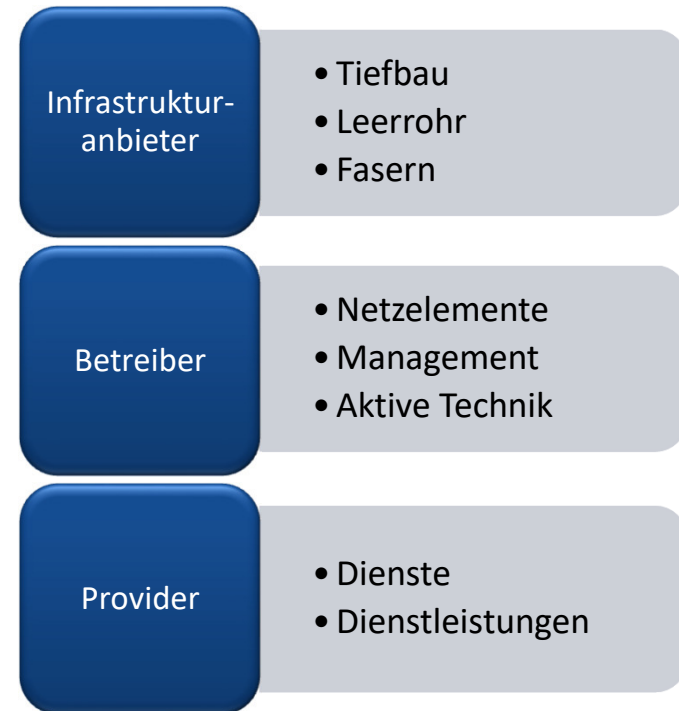 Infrastruktur-
anbieter
• Tiefbau
• Leerrohr
• Fasern
Betreiber
• Netzelemente
• Management
• Aktive Technik
Provider
• Dienste
• Dienstleistungen